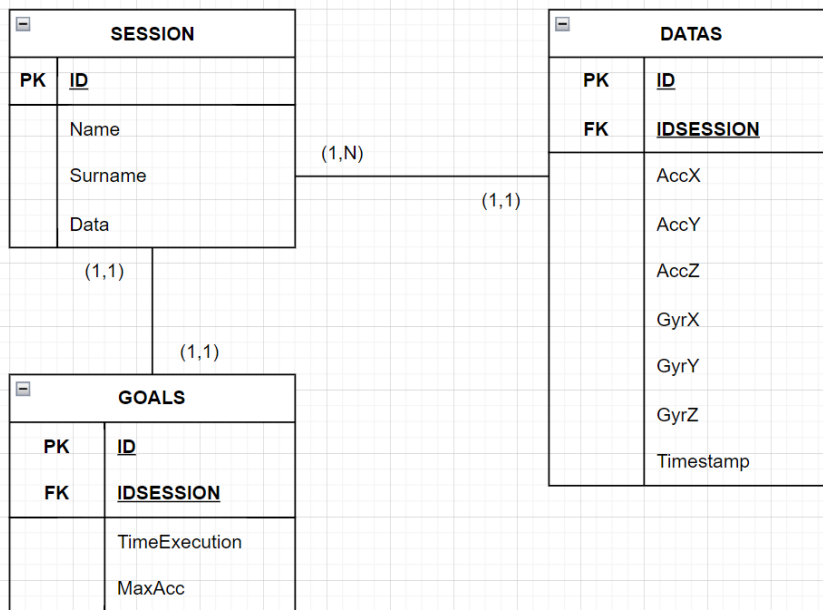 SESSION
PK ID
Name
Surname
Data
(1,N)
(1,1)
DATAS
PK ID
FK IDSESSION
AccX
AccY
AccZ
GyrX
GyrY
GyrZ
Timestamp
(1,1)
(1,1)
GOALS
PK ID
FK IDSESSION
TimeExecution
MaxAcc